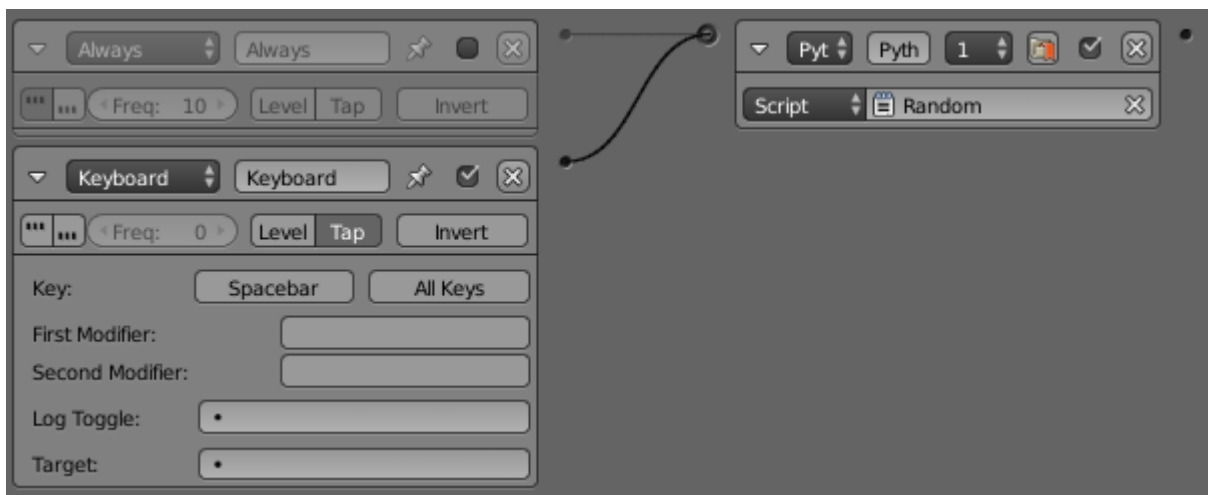 Always Always
Freq: 10 Level Tap Invert
Keyboard Keyboard
Freq: 0 Level Tap Invert
Key: Spacebar All Keys
First Modifier:
Second Modifier:
Log Toggle:
Target:
Pyt Pyth 1
Script Random